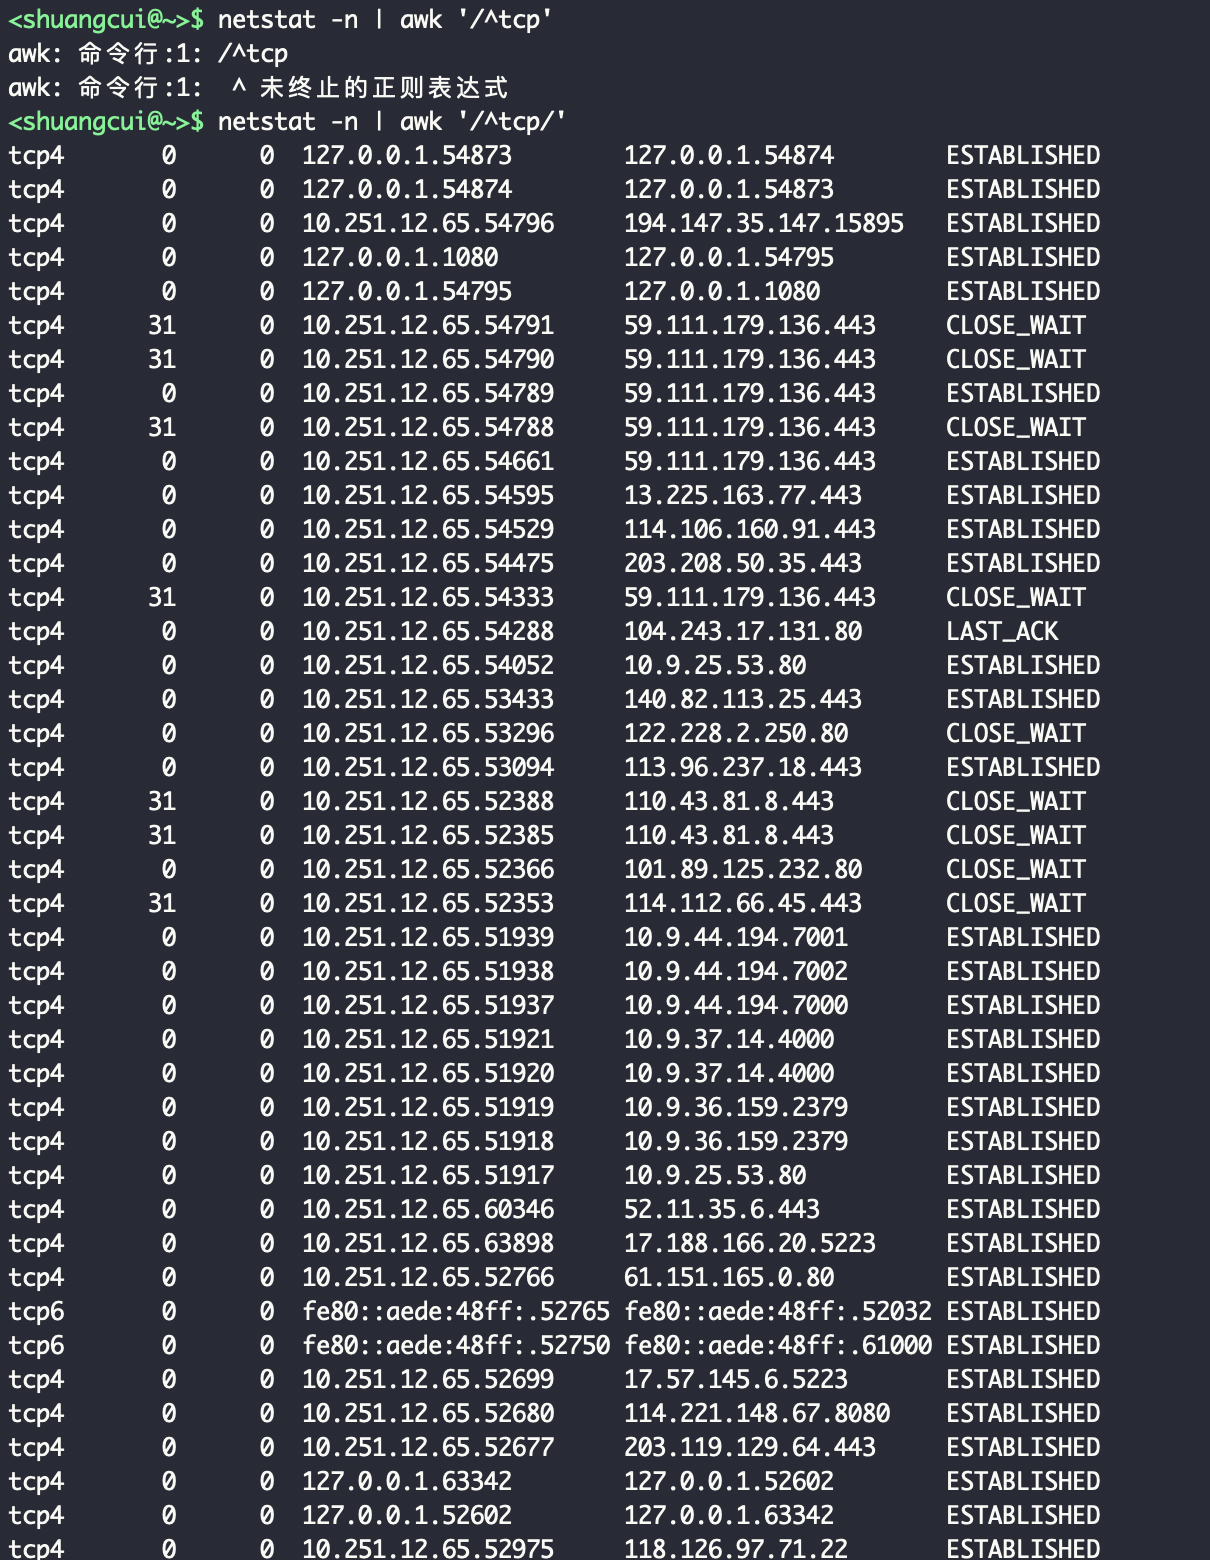 <shuangcui@~>$ netstat -n | awk '/^tcp'
awk: 命令行:1: /^tcp
awk: 命令行:1:  ^ 未终止的正则表达式
<shuangcui@~>$ netstat -n | awk '/^tcp/'
tcp4       0      0  127.0.0.1.54873        127.0.0.1.54874        ESTABLISHED
tcp4       0      0  127.0.0.1.54874        127.0.0.1.54873        ESTABLISHED
tcp4       0      0  10.251.12.65.54796     194.147.35.147.15895   ESTABLISHED
tcp4       0      0  127.0.0.1.1080         127.0.0.1.54795        ESTABLISHED
tcp4       0      0  127.0.0.1.54795        127.0.0.1.1080         ESTABLISHED
tcp4      31      0  10.251.12.65.54791     59.111.179.136.443     CLOSE_WAIT
tcp4      31      0  10.251.12.65.54790     59.111.179.136.443     CLOSE_WAIT
tcp4       0      0  10.251.12.65.54789     59.111.179.136.443     ESTABLISHED
tcp4      31      0  10.251.12.65.54788     59.111.179.136.443     CLOSE_WAIT
tcp4       0      0  10.251.12.65.54661     59.111.179.136.443     ESTABLISHED
tcp4       0      0  10.251.12.65.54595     13.225.163.77.443      ESTABLISHED
tcp4       0      0  10.251.12.65.54529     114.106.160.91.443     ESTABLISHED
tcp4       0      0  10.251.12.65.54475     203.208.50.35.443      ESTABLISHED
tcp4      31      0  10.251.12.65.54333     59.111.179.136.443     CLOSE_WAIT
tcp4       0      0  10.251.12.65.54288     104.243.17.131.80      LAST_ACK
tcp4       0      0  10.251.12.65.54052     10.9.25.53.80          ESTABLISHED
tcp4       0      0  10.251.12.65.53433     140.82.113.25.443      ESTABLISHED
tcp4       0      0  10.251.12.65.53296     122.228.2.250.80       CLOSE_WAIT
tcp4       0      0  10.251.12.65.53094     113.96.237.18.443      ESTABLISHED
tcp4      31      0  10.251.12.65.52388     110.43.81.8.443        CLOSE_WAIT
tcp4      31      0  10.251.12.65.52385     110.43.81.8.443        CLOSE_WAIT
tcp4       0      0  10.251.12.65.52366     101.89.125.232.80      CLOSE_WAIT
tcp4      31      0  10.251.12.65.52353     114.112.66.45.443      CLOSE_WAIT
tcp4       0      0  10.251.12.65.51939     10.9.44.194.7001       ESTABLISHED
tcp4       0      0  10.251.12.65.51938     10.9.44.194.7002       ESTABLISHED
tcp4       0      0  10.251.12.65.51937     10.9.44.194.7000       ESTABLISHED
tcp4       0      0  10.251.12.65.51921     10.9.37.14.4000        ESTABLISHED
tcp4       0      0  10.251.12.65.51920     10.9.37.14.4000        ESTABLISHED
tcp4       0      0  10.251.12.65.51919     10.9.36.159.2379       ESTABLISHED
tcp4       0      0  10.251.12.65.51918     10.9.36.159.2379       ESTABLISHED
tcp4       0      0  10.251.12.65.51917     10.9.25.53.80          ESTABLISHED
tcp4       0      0  10.251.12.65.60346     52.11.35.6.443         ESTABLISHED
tcp4       0      0  10.251.12.65.63898     17.188.166.20.5223     ESTABLISHED
tcp4       0      0  10.251.12.65.52766     61.151.165.0.80        ESTABLISHED
tcp6       0      0  fe80::aede:48ff:.52765 fe80::aede:48ff:.52032 ESTABLISHED
tcp6       0      0  fe80::aede:48ff:.52750 fe80::aede:48ff:.61000 ESTABLISHED
tcp4       0      0  10.251.12.65.52699     17.57.145.6.5223       ESTABLISHED
tcp4       0      0  10.251.12.65.52680     114.221.148.67.8080    ESTABLISHED
tcp4       0      0  10.251.12.65.52677     203.119.129.64.443     ESTABLISHED
tcp4       0      0  127.0.0.1.63342        127.0.0.1.52602        ESTABLISHED
tcp4       0      0  127.0.0.1.52602        127.0.0.1.63342        ESTABLISHED
tcp4       0      0  10.251.12.65.52975     118.126.97.71.22       ESTABLISHED